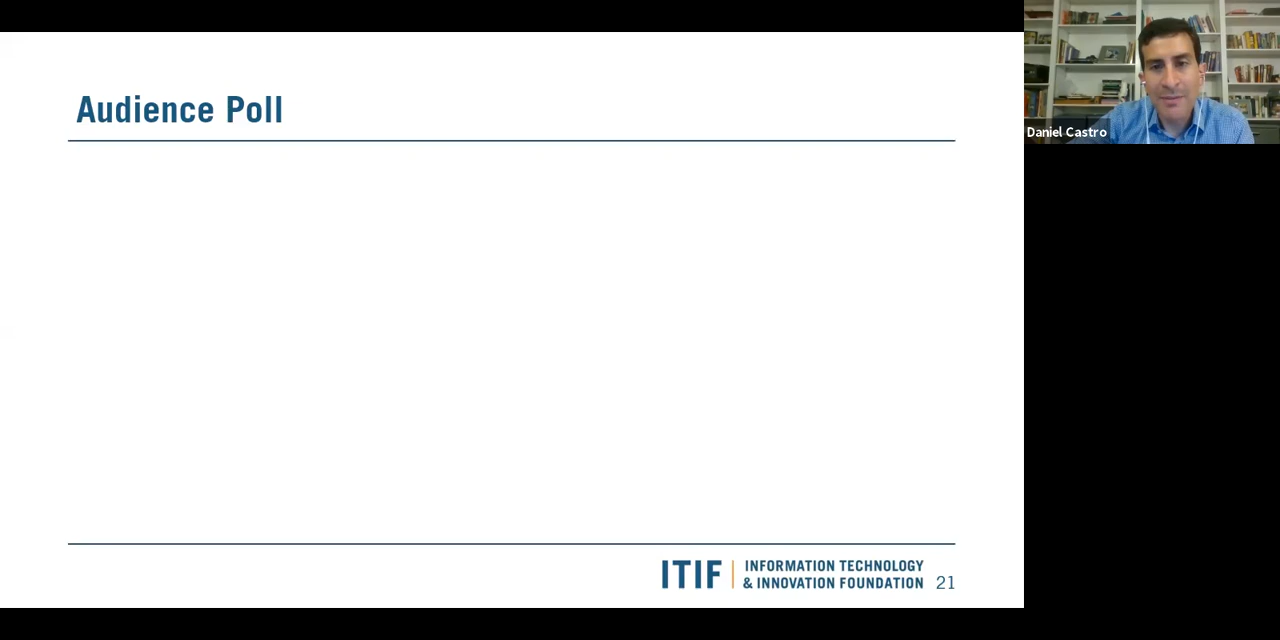 Audience Poll
Daniel Castro
ITIF
INFORMATION TECHNOLOGY
& INNOVATION FOUNDATION
21